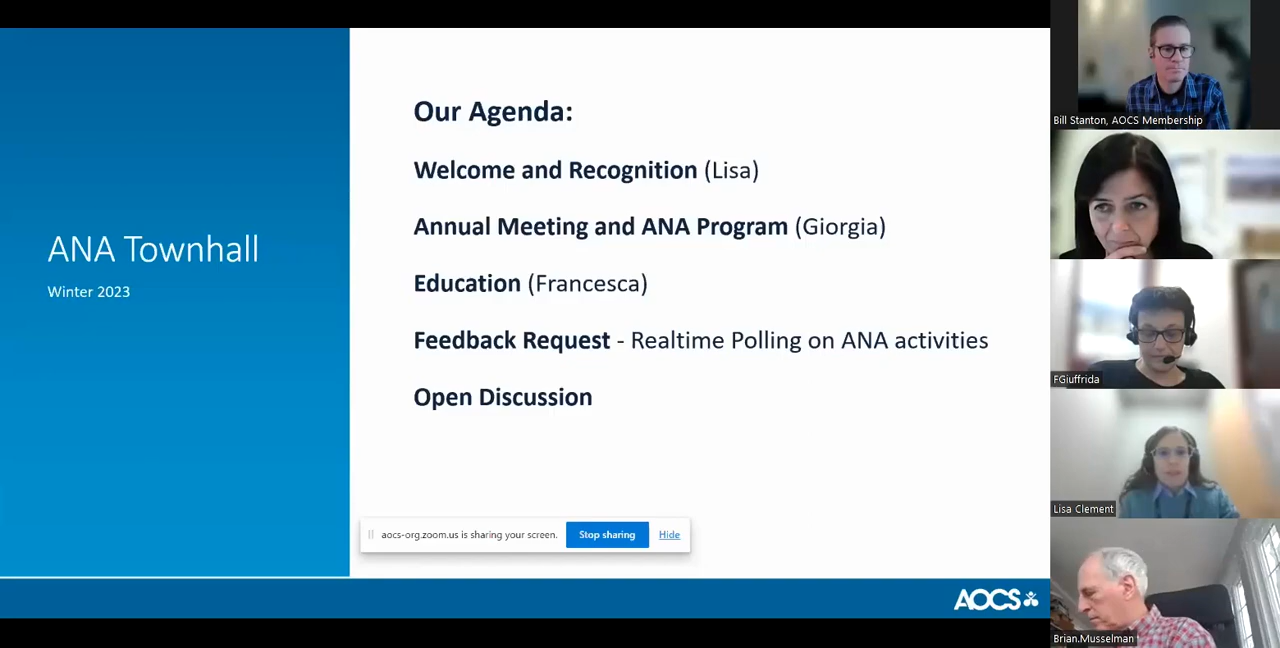 ANA Townhall
Winter 2023
Our Agenda:
Welcome and Recognition (Lisa)
Annual Meeting and ANA Program (Giorgia)
Education (Francesca)
Feedback Request - Realtime Polling on ANA activities
Open Discussion
aocs-org.zoom.us is sharing your screen. Stop sharing Hide
AOCS
Bill Stanton, AOCS Membership
FGiuffrida
Lisa Clement
Brian.Musselman